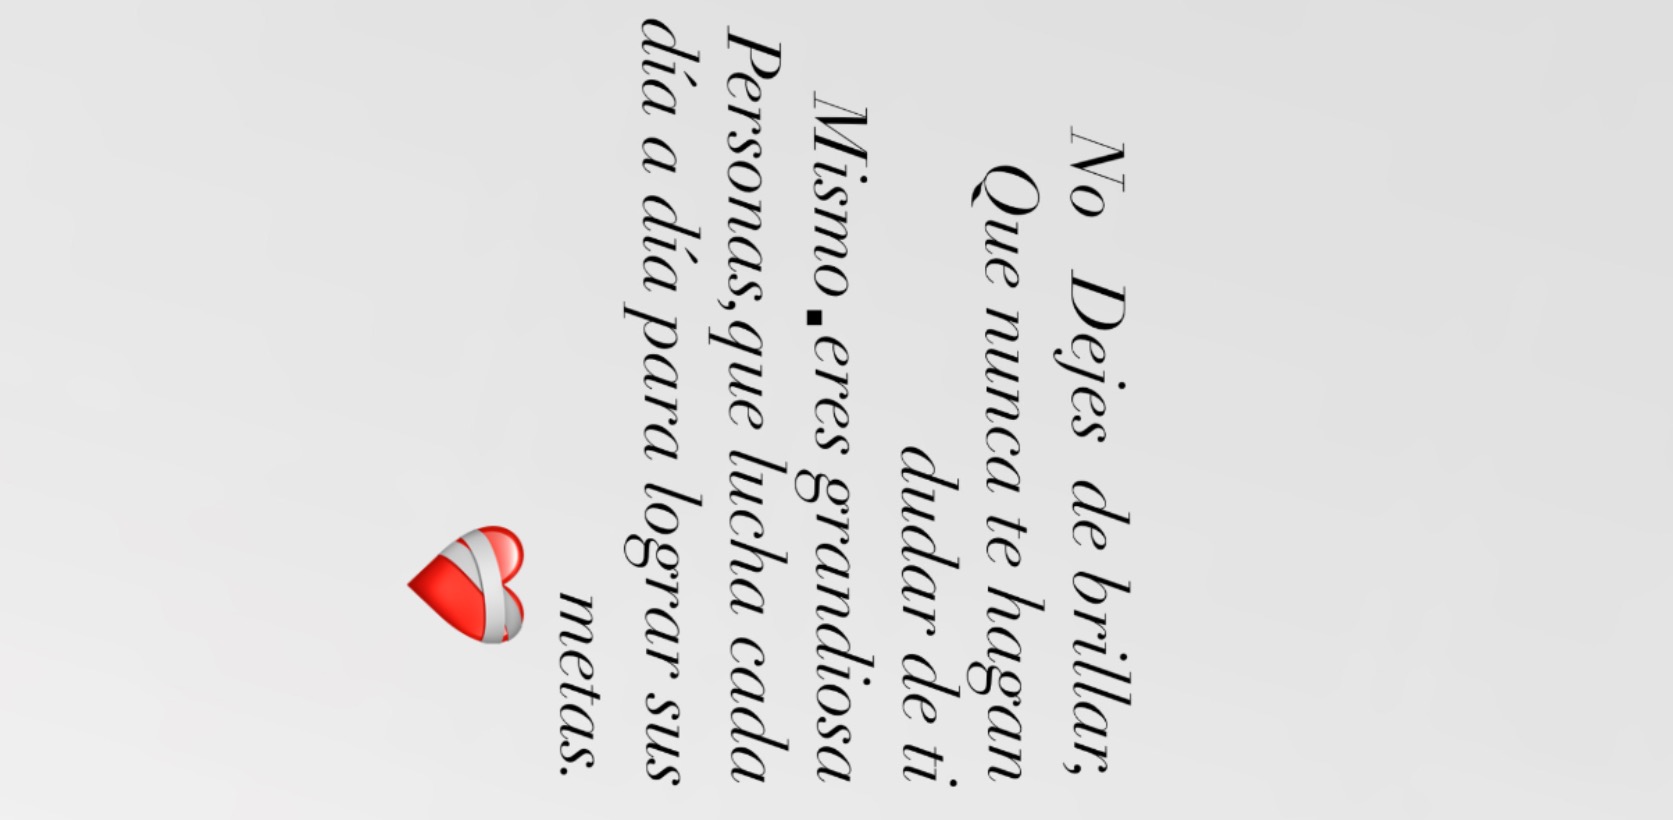 No Dejes de brillar,
Que nunca te hagan
dudar de ti
Mismo.eres grandiosa
Personas,que lucha cada
día a día para lograr sus
metas.